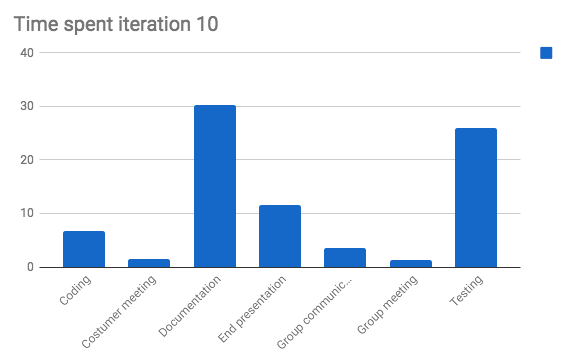 Time spent iteration 10
40
30
20
10
0
Coding
Costumer meeting
Documentation
End presentation
Group communic...
Group meeting
Testing